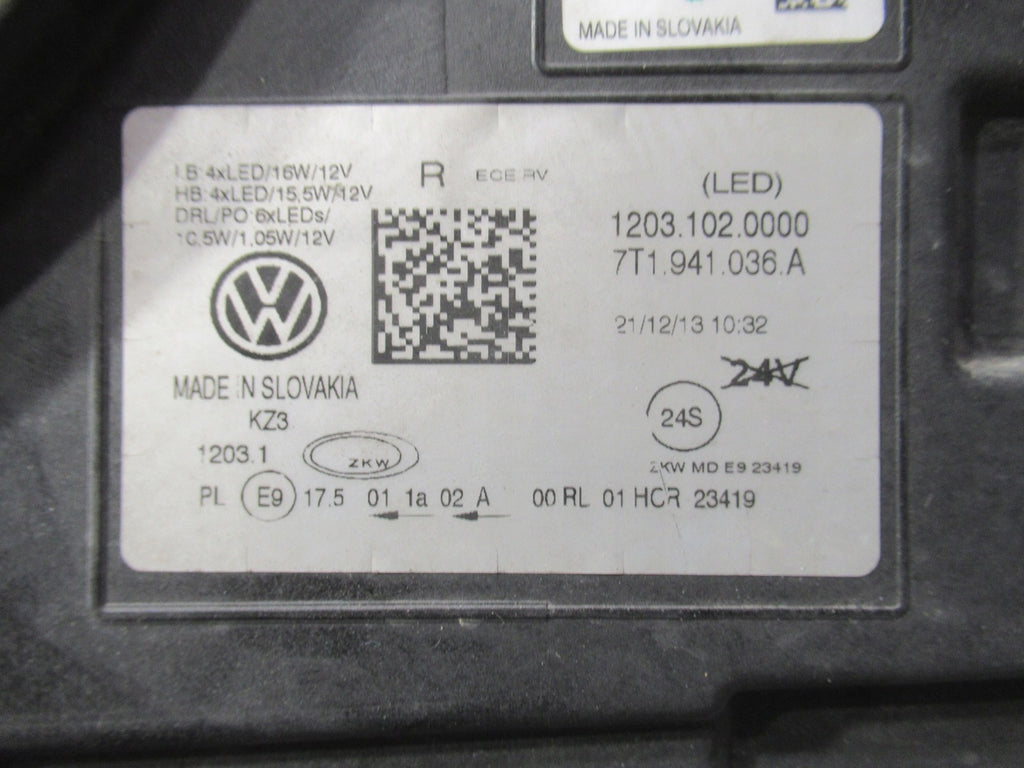 MADE IN SLOVAKIA
LB: 4xLED/16W/12V
HB: 4xLED/15,5W/12V
DRL/PO: 6xLEDs/
10,5W/1,05W/12V
R ECE RV
(LED)
1203.102.0000
7T1.941.036.A
21/12/13 10:32
24V
24S
MADE IN SLOVAKIA
KZ3
1203.1
ZKW
ZKW MD E9 23419
PL E9 17.5 01 1a 02 A 00 RL 01 HCR 23419